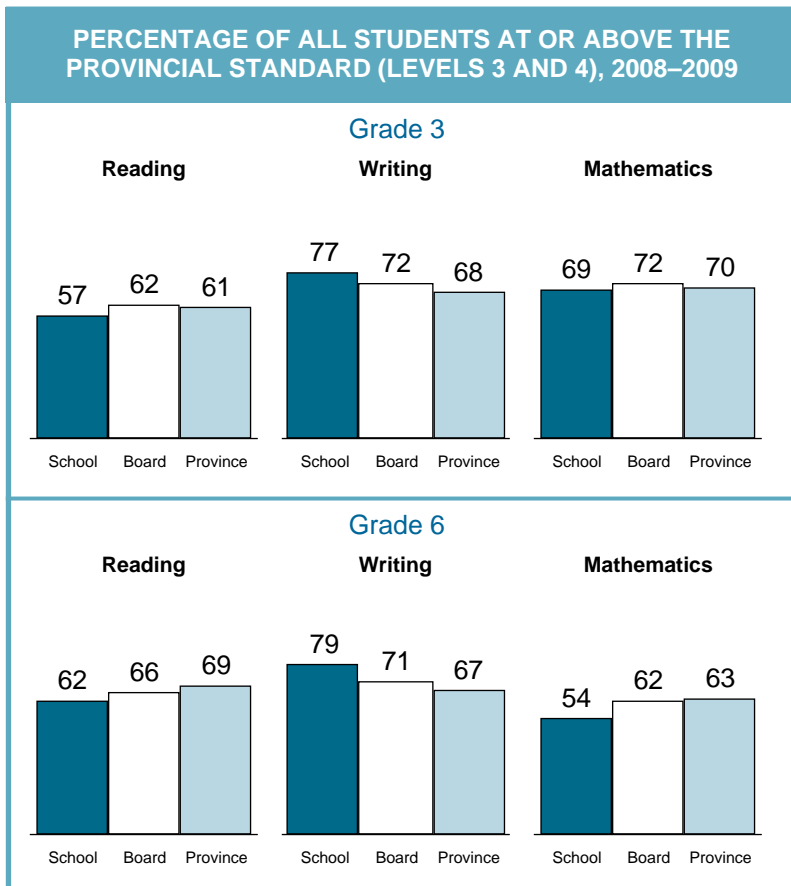 PERCENTAGE OF ALL STUDENTS AT OR ABOVE THE
PROVINCIAL STANDARD (LEVELS 3 AND 4), 2008–2009
Grade 3
Reading Writing Mathematics
57 62 61 77 72 68 69 72 70
School Board Province School Board Province School Board Province
Grade 6
Reading Writing Mathematics
62 66 69 79 71 67 54 62 63
School Board Province School Board Province School Board Province